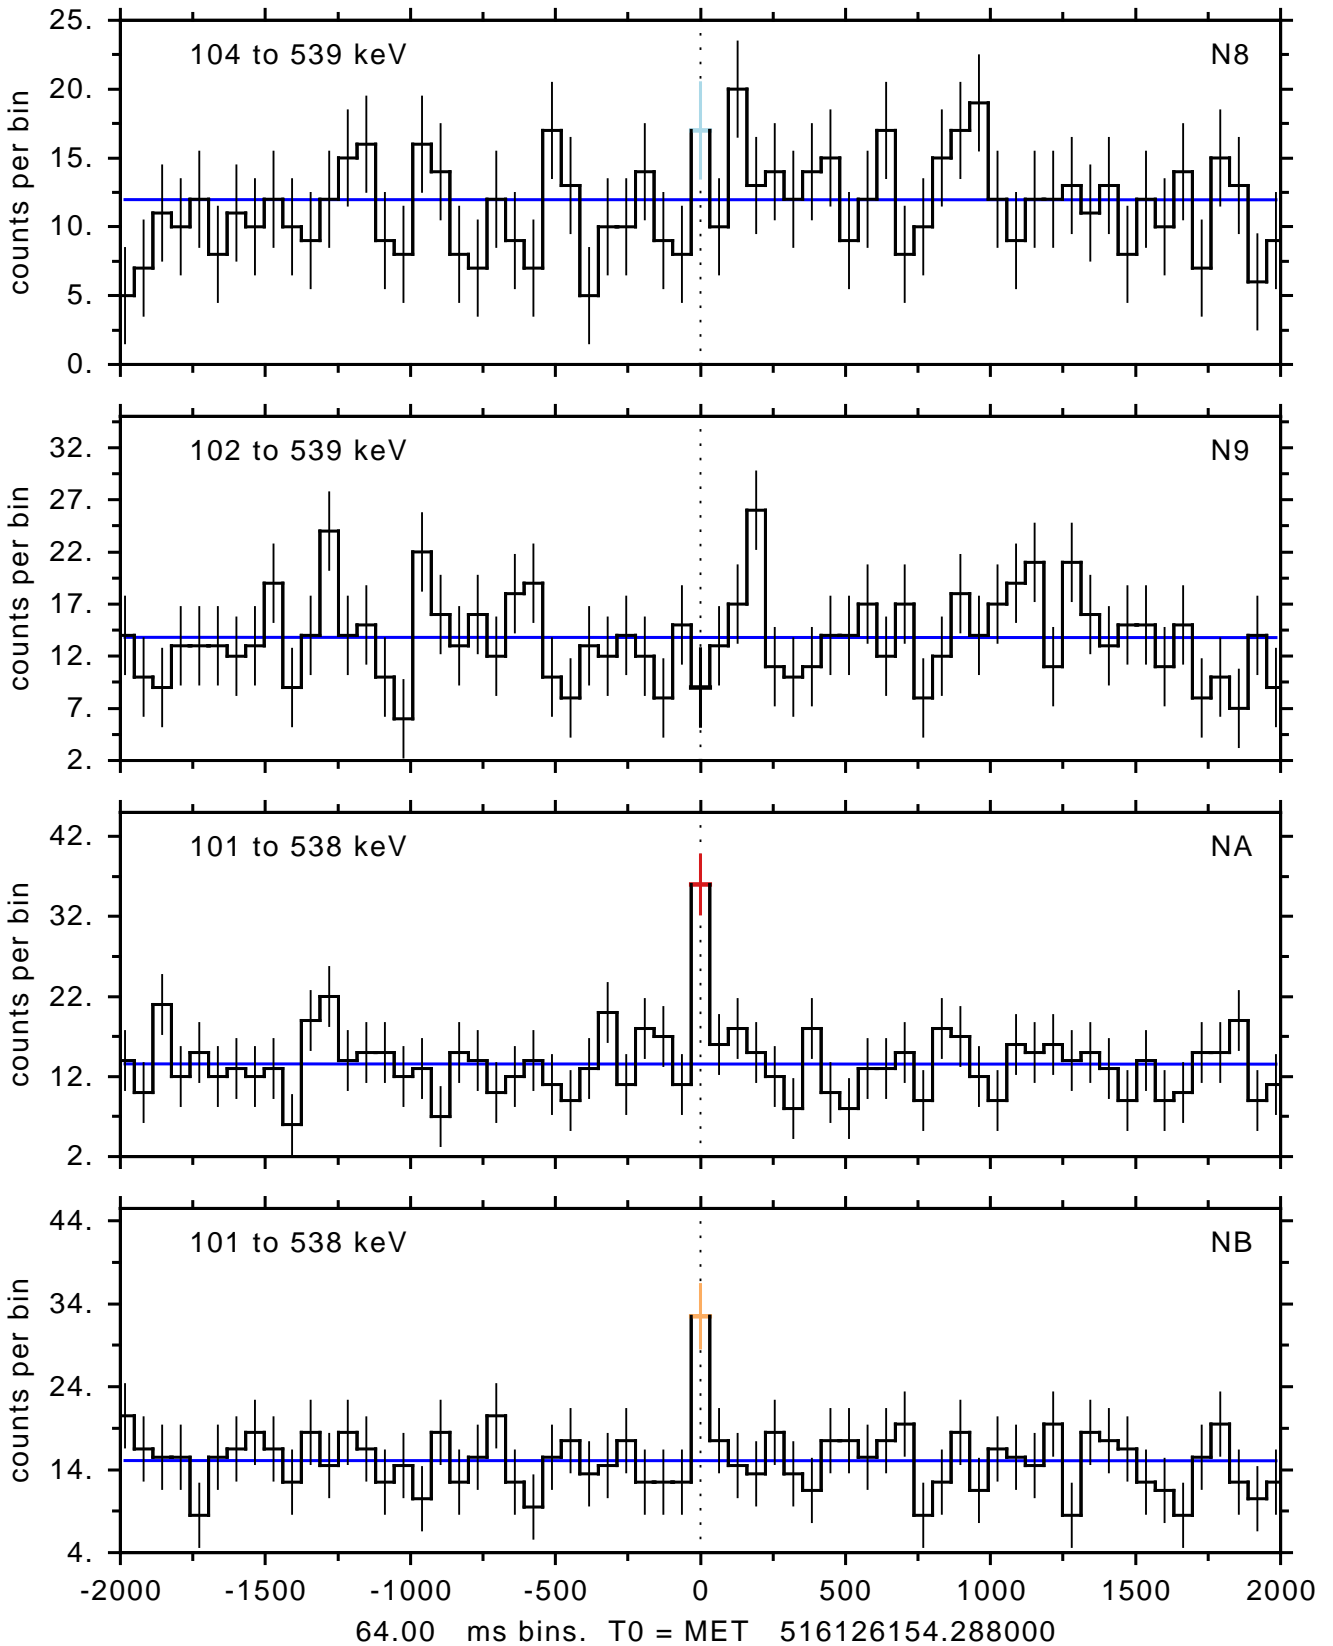 25.
104 to 539 keV
N8
20.
15.
10.
5.
0.
counts per bin
102 to 539 keV
N9
32.
27.
22.
17.
12.
7.
2.
counts per bin
42.
101 to 538 keV
NA
32.
22.
12.
2.
counts per bin
44.
101 to 538 keV
NB
34.
24.
14.
4.
counts per bin
-2000 -1500 -1000 -500 0 500 1000 1500 2000
64.00 ms bins. T0 = MET 516126154.288000